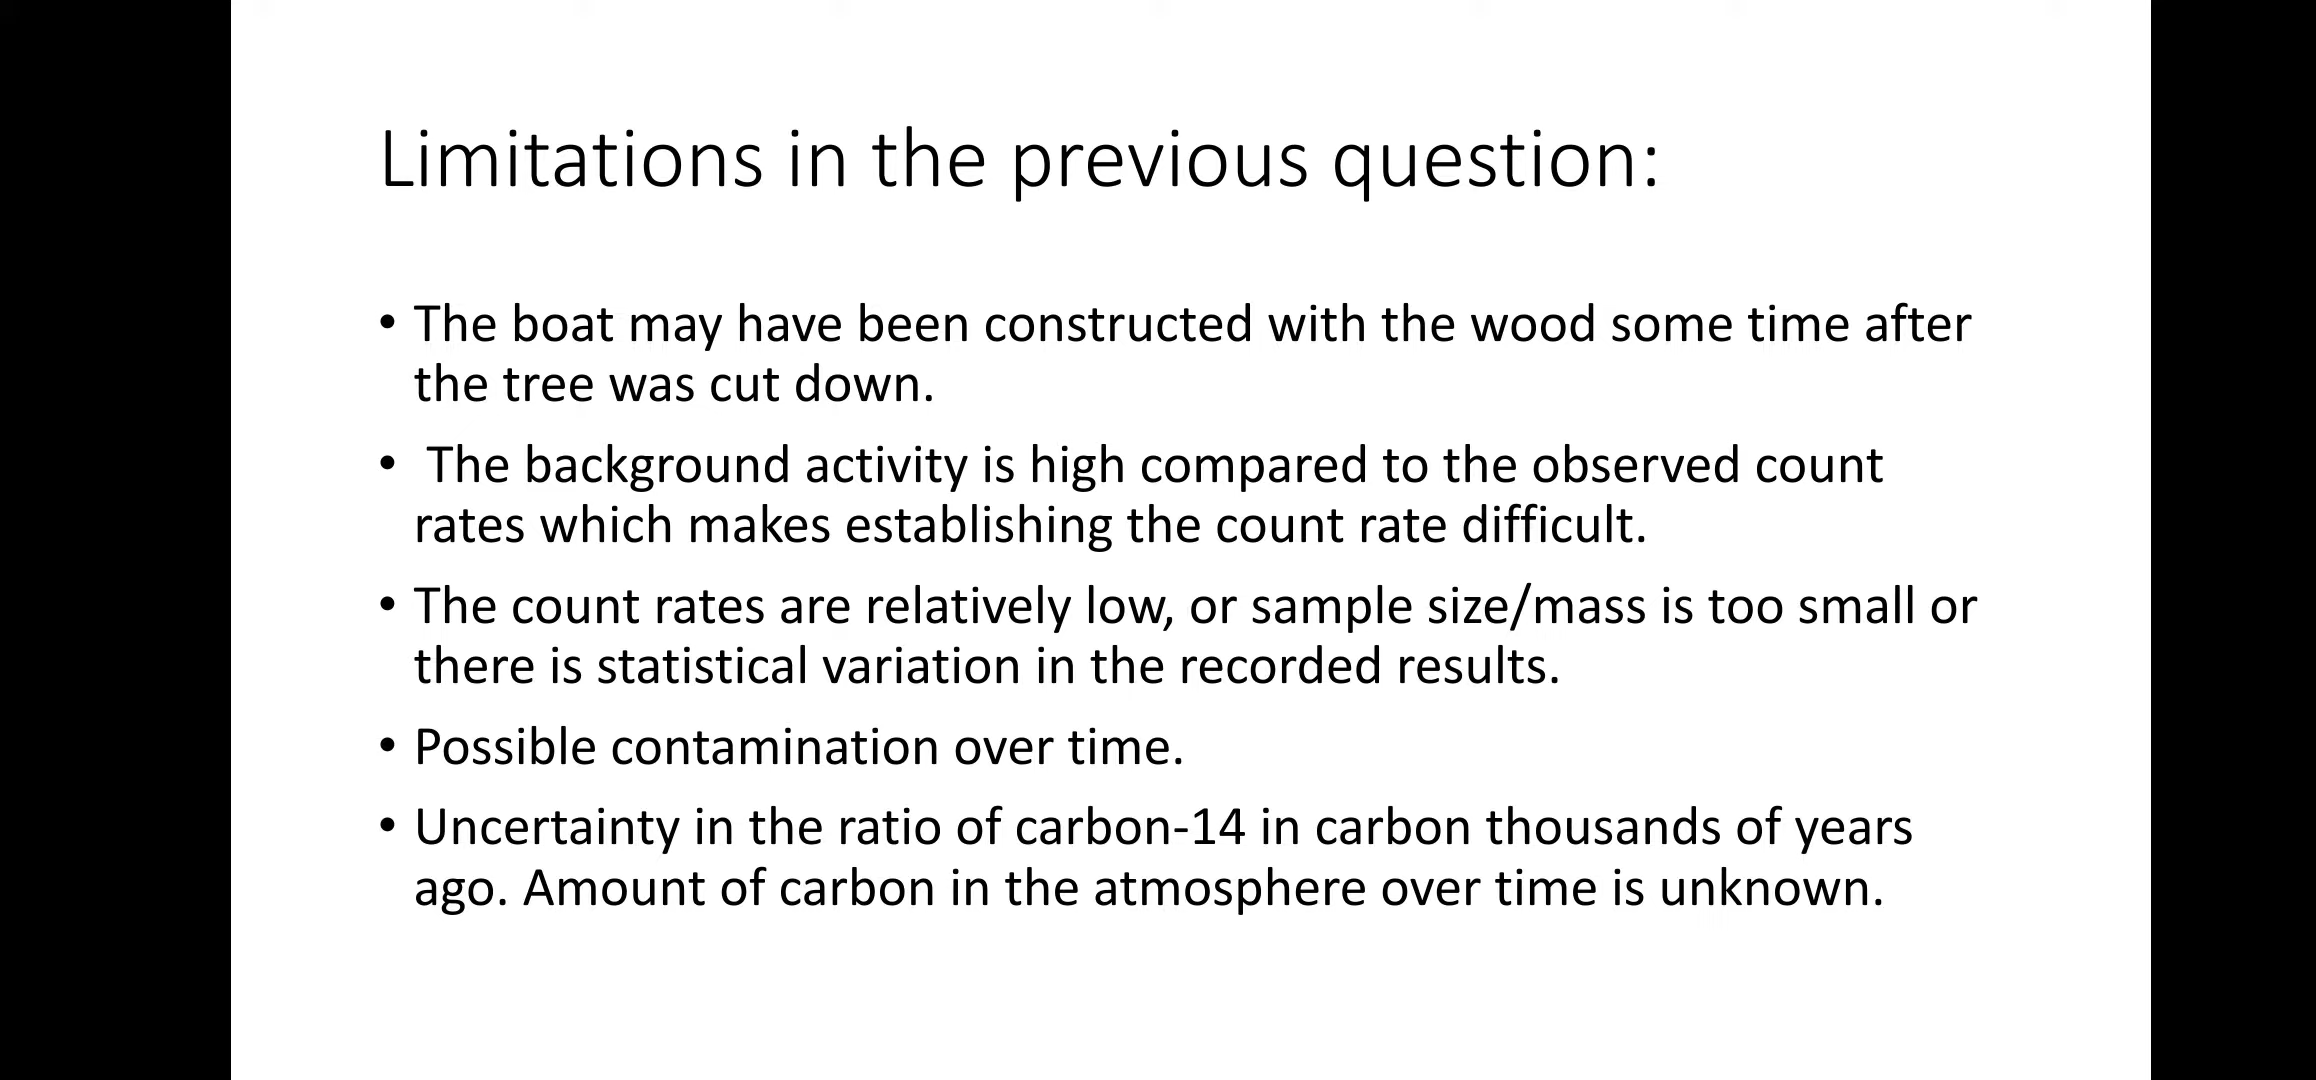 Limitations in the previous question:
• The boat may have been constructed with the wood some time after
the tree was cut down.
• The background activity is high compared to the observed count
rates which makes establishing the count rate difficult.
• The count rates are relatively low, or sample size/mass is too small or
there is statistical variation in the recorded results.
• Possible contamination over time.
• Uncertainty in the ratio of carbon-14 in carbon thousands of years
ago. Amount of carbon in the atmosphere over time is unknown.